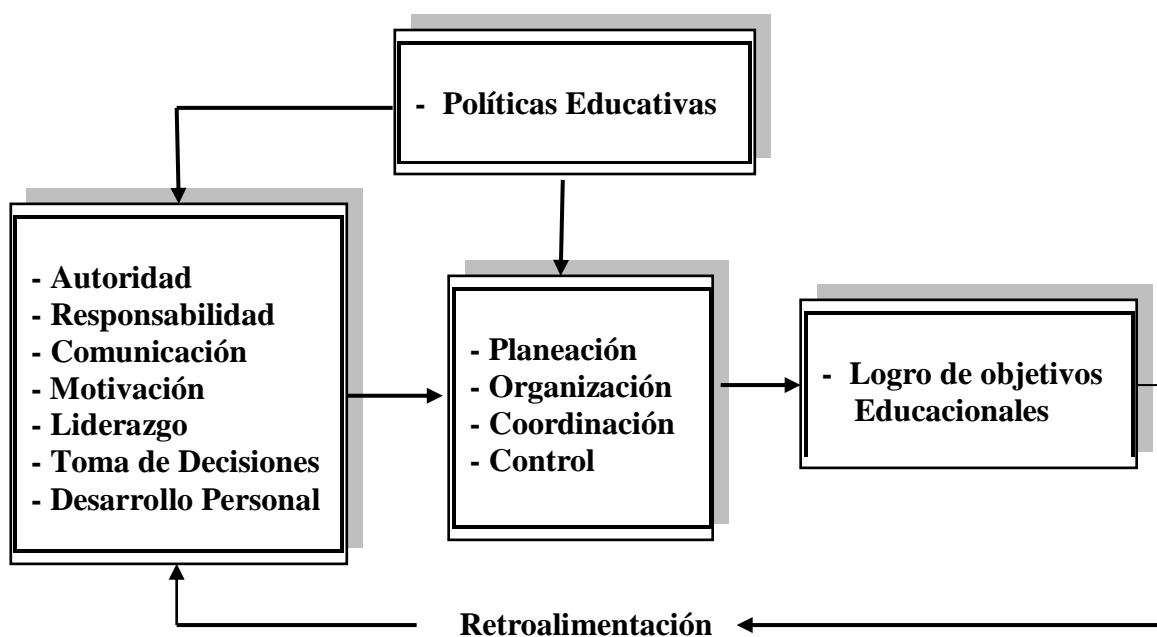 - Políticas Educativas
- Autoridad
- Responsabilidad
- Comunicación
- Motivación
- Liderazgo
- Toma de Decisiones
- Desarrollo Personal
- Planeación
- Organización
- Coordinación
- Control
- Logro de objetivos
Educacionales
Retroalimentación